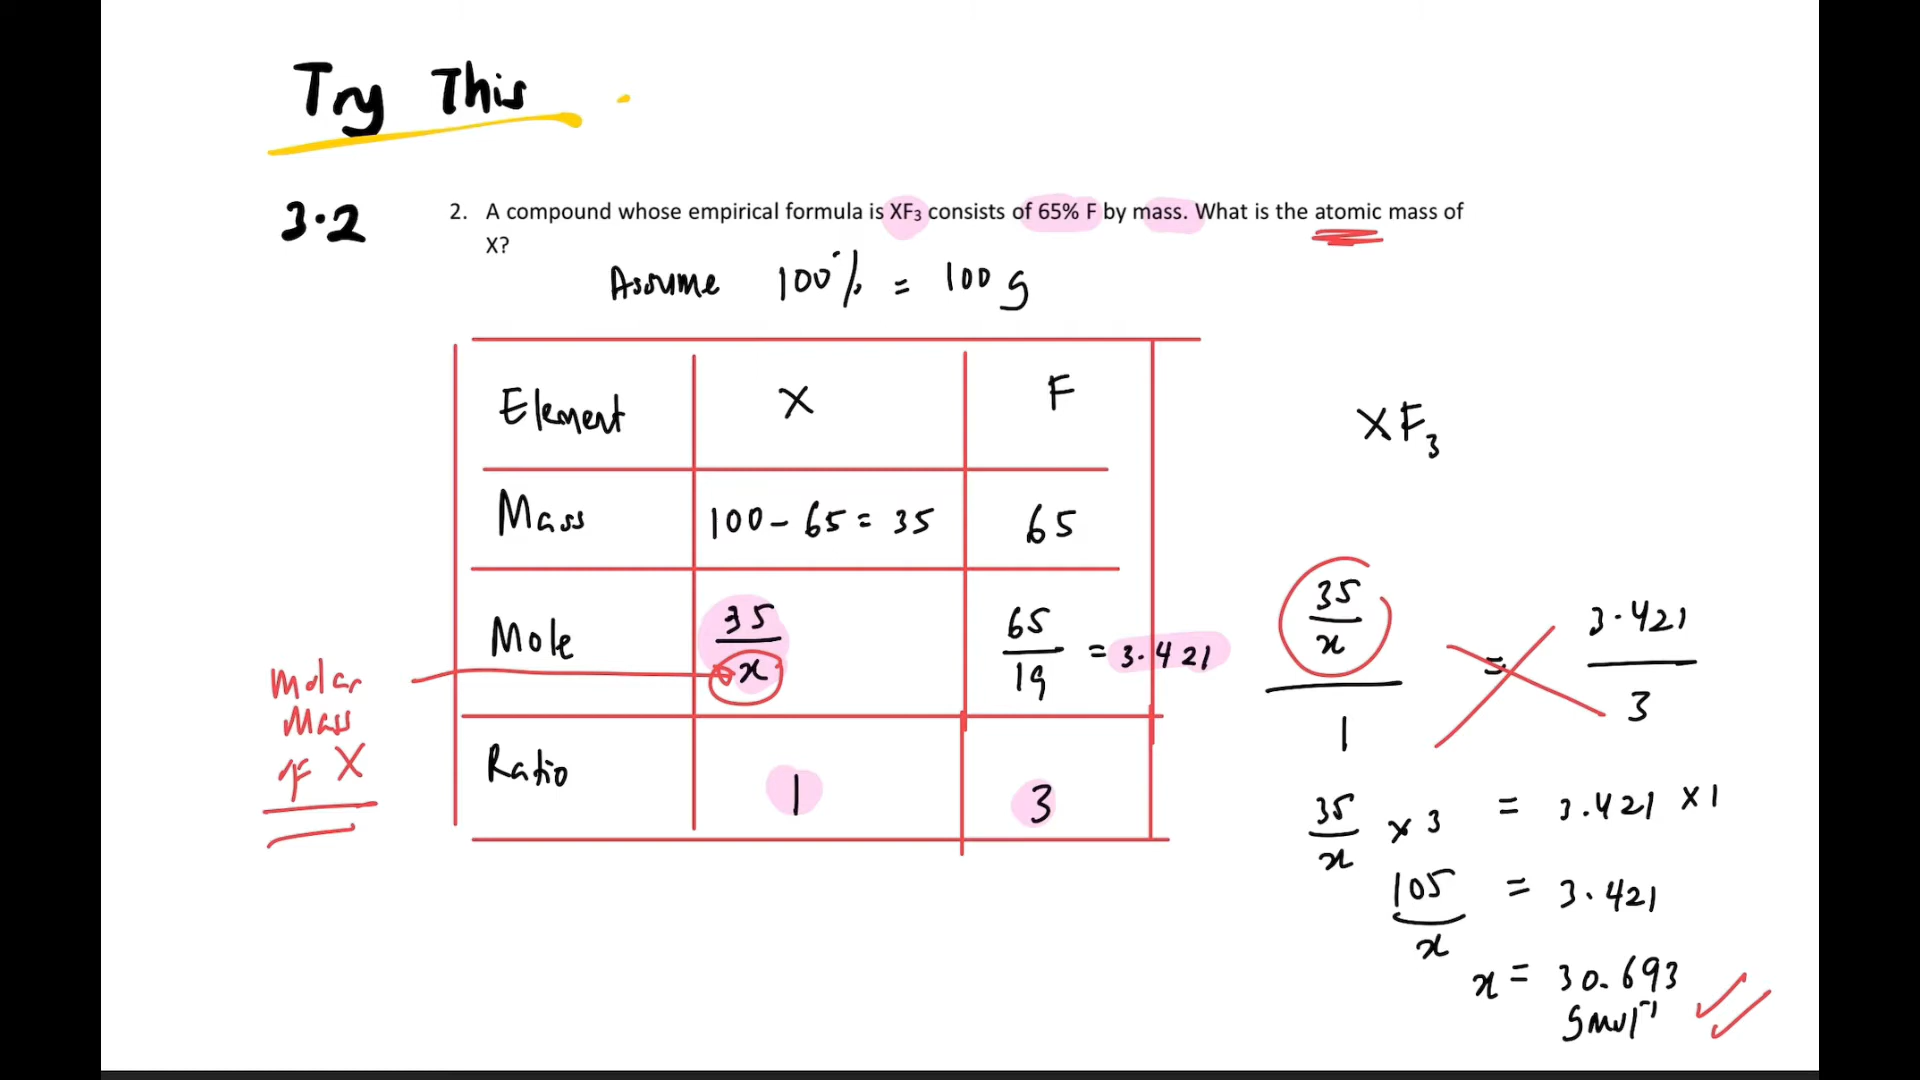 Try This
3.2
2. A compound whose empirical formula is XF3 consists of 65% F by mass. What is the atomic mass of
X?
Assume 100% = 100 g
Element X F
Mass 100 - 65 = 35 65
Mole 35/x 65/19 = 3.421
Ratio 1 3
Molar
Mass
of X
XF3
35/x / 1 = 3.421 / 3
35/x × 3 = 3.421 × 1
105/x = 3.421
x = 30.693
gmol⁻¹